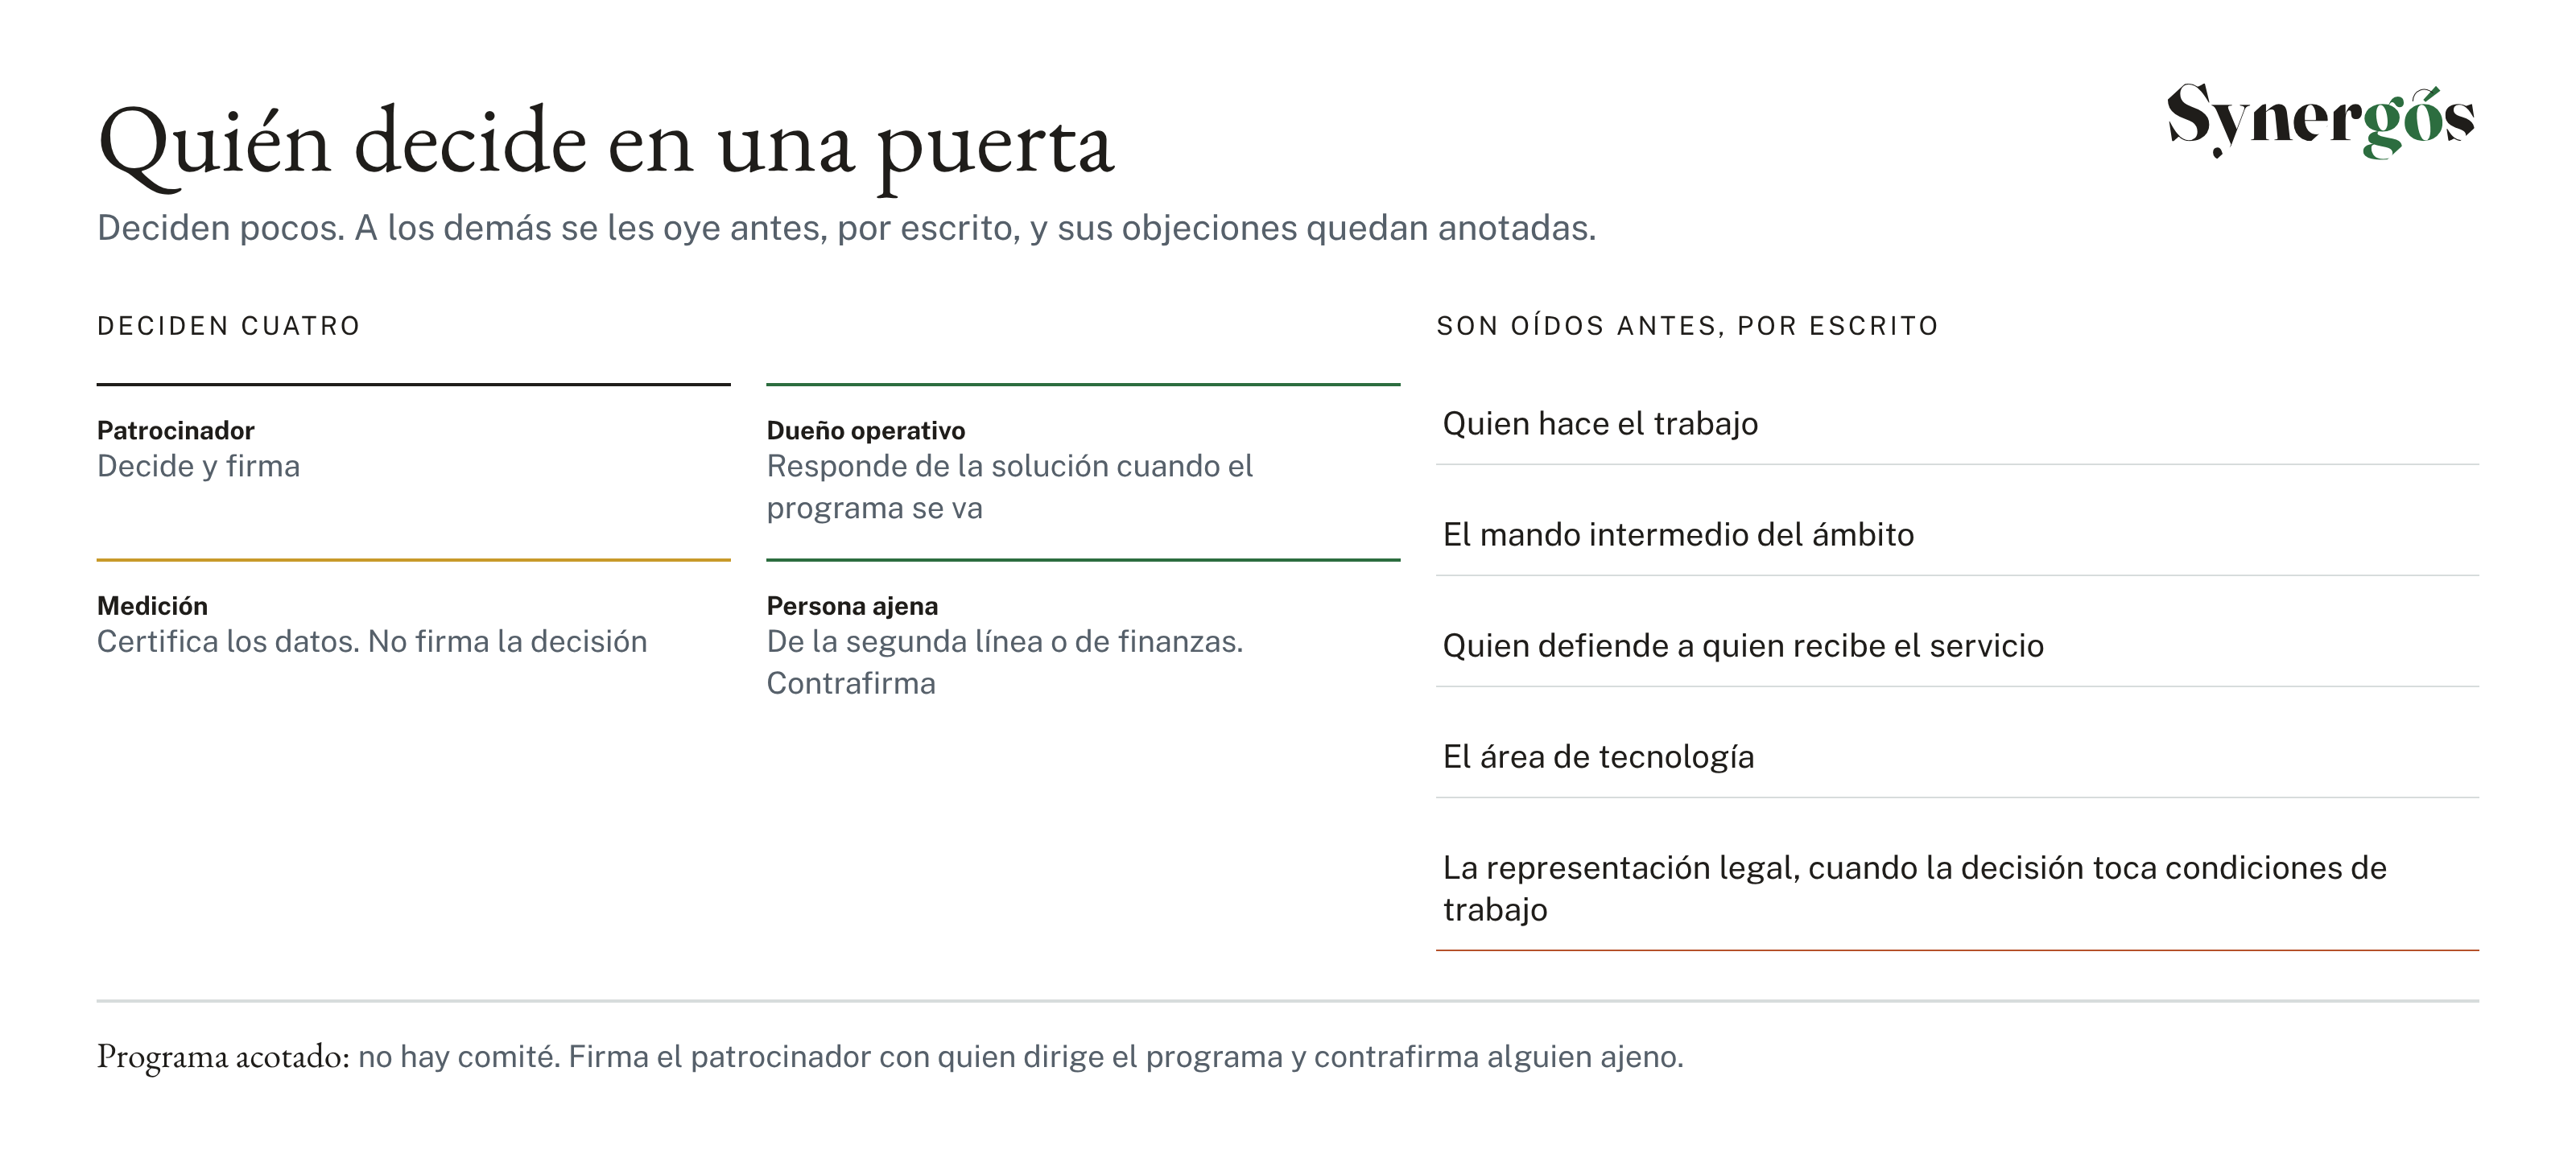 Quién decide en una puerta
Synergós
Deciden pocos. A los demás se les oye antes, por escrito, y sus objeciones quedan anotadas.
DECIDEN CUATRO
Patrocinador
Decide y firma
Dueño operativo
Responde de la solución cuando el
programa se va
Medición
Certifica los datos. No firma la decisión
Persona ajena
De la segunda línea o de finanzas.
Contrafirma
SON OÍDOS ANTES, POR ESCRITO
Quien hace el trabajo
El mando intermedio del ámbito
Quien defiende a quien recibe el servicio
El área de tecnología
La representación legal, cuando la decisión toca condiciones de
trabajo
Programa acotado: no hay comité. Firma el patrocinador con quien dirige el programa y contrafirma alguien ajeno.